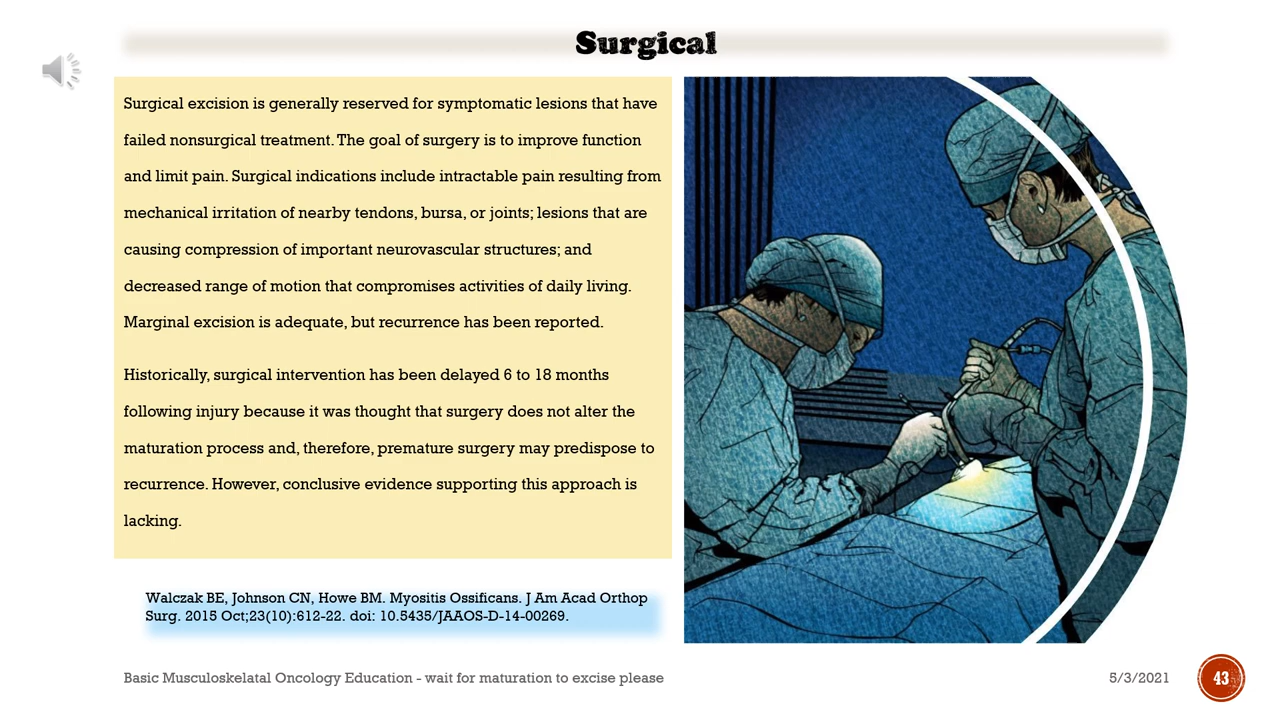 Surgical
Surgical excision is generally reserved for symptomatic lesions that have
failed nonsurgical treatment. The goal of surgery is to improve function
and limit pain. Surgical indications include intractable pain resulting from
mechanical irritation of nearby tendons, bursa, or joints; lesions that are
causing compression of important neurovascular structures; and
decreased range of motion that compromises activities of daily living.
Marginal excision is adequate, but recurrence has been reported.
Historically, surgical intervention has been delayed 6 to 18 months
following injury because it was thought that surgery does not alter the
maturation process and, therefore, premature surgery may predispose to
recurrence. However, conclusive evidence supporting this approach is
lacking.
Walczak BE, Johnson CN, Howe BM. Myositis Ossificans. J Am Acad Orthop
Surg. 2015 Oct;23(10):612-22. doi: 10.5435/JAAOS-D-14-00269.
Basic Musculoskelatal Oncology Education - wait for maturation to excise please
5/3/2021
43